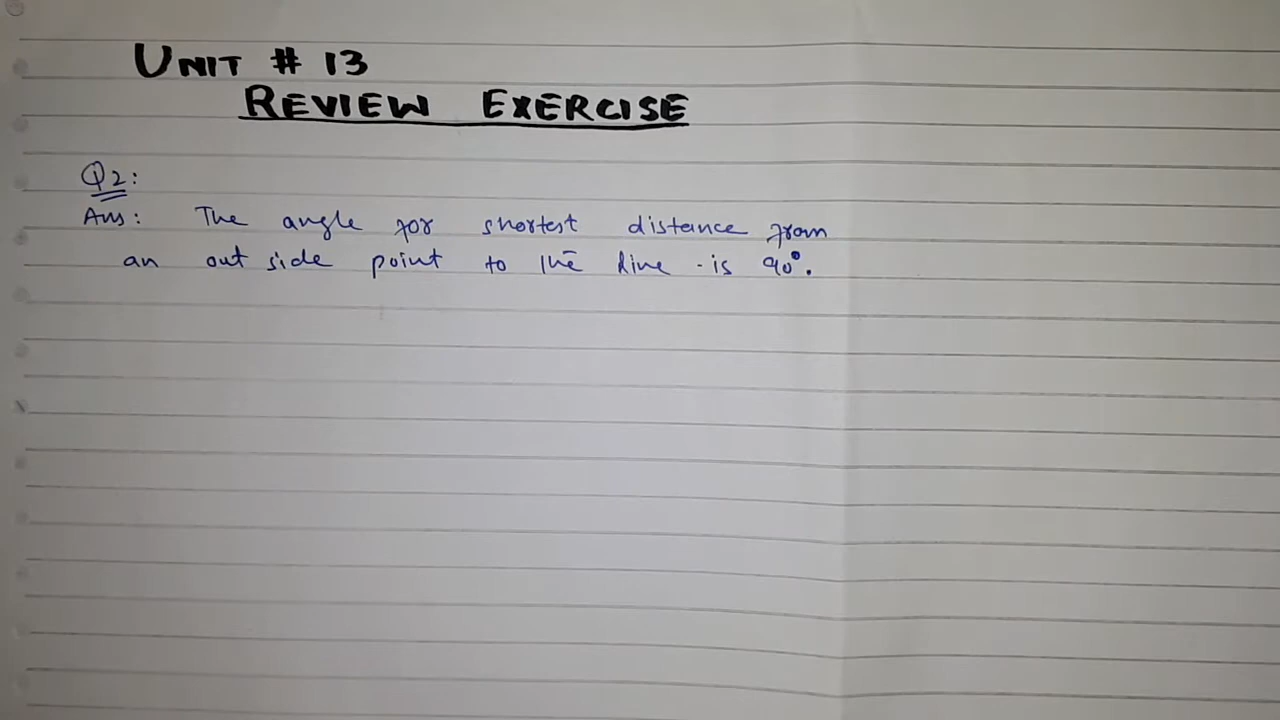 UNIT # 13
REVIEW EXERCISE
Q2:
Ans: The angle for shortest distance from
an out side point to the line is 90°.